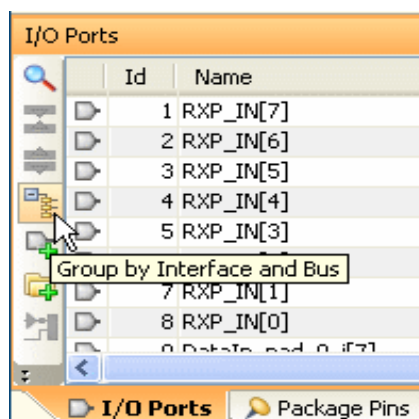 I/O Ports
Id Name
1 RXP_IN[7]
2 RXP_IN[6]
3 RXP_IN[5]
4 RXP_IN[4]
5 RXP_IN[3]
Group by Interface and Bus
7 RXP_IN[1]
8 RXP_IN[0]
I/O Ports Package Pins